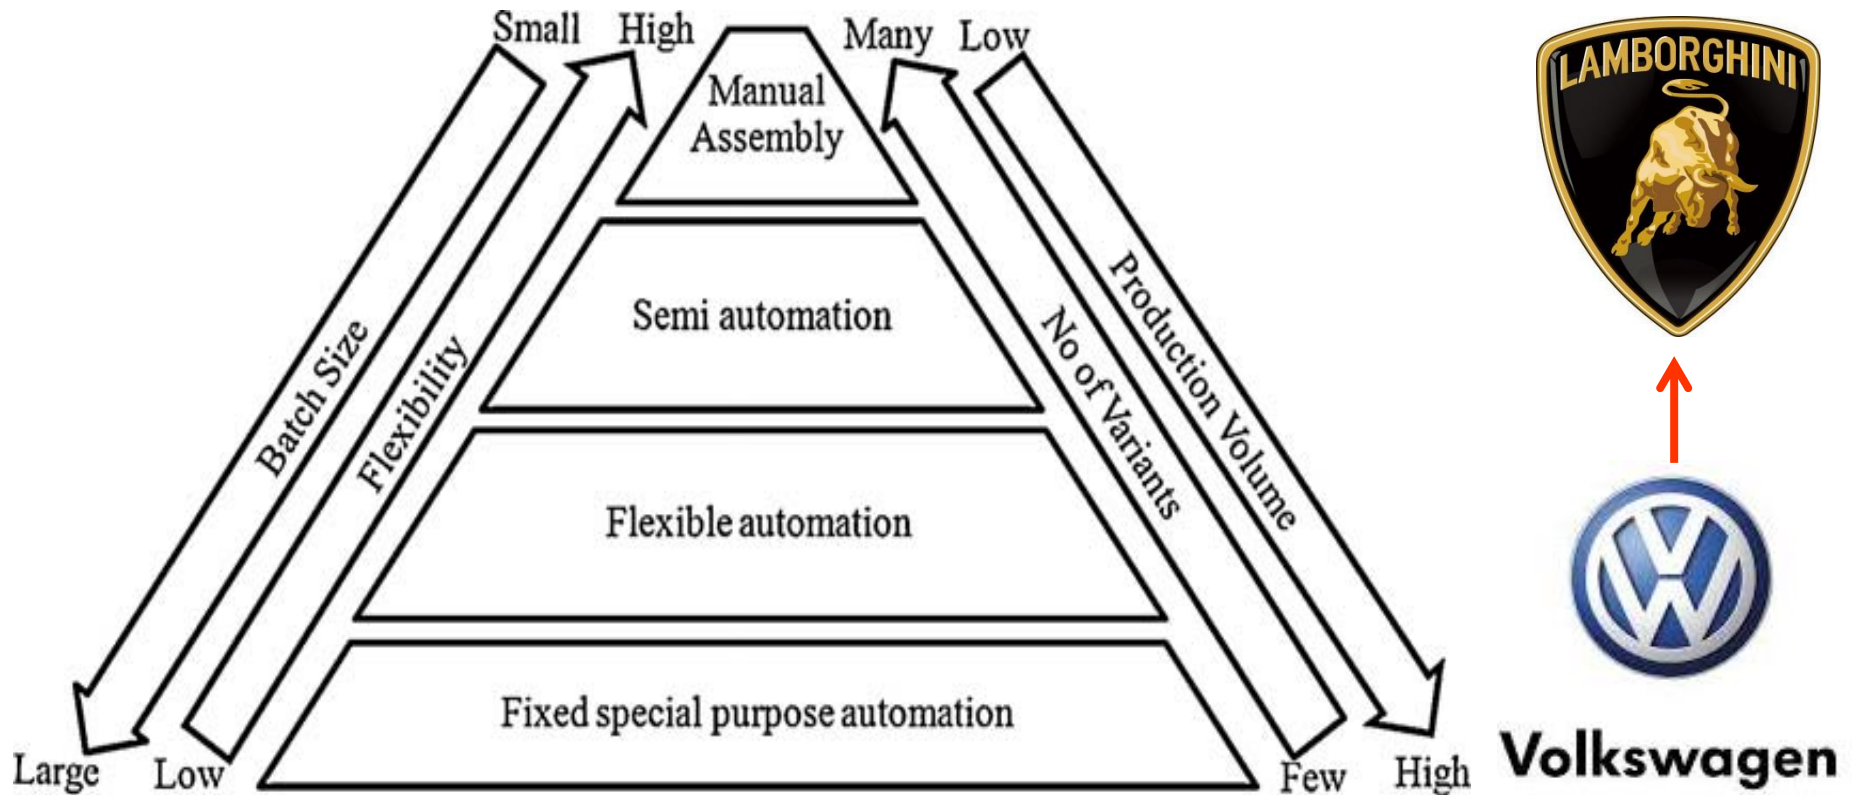 Small High Many Low
LAMBORGHINI
Manual
Assembly
Semi automation
Flexible automation
Fixed special purpose automation
Batch Size
Flexibility
No of Variants
Production Volume
Large Low Few High
VW
Volkswagen